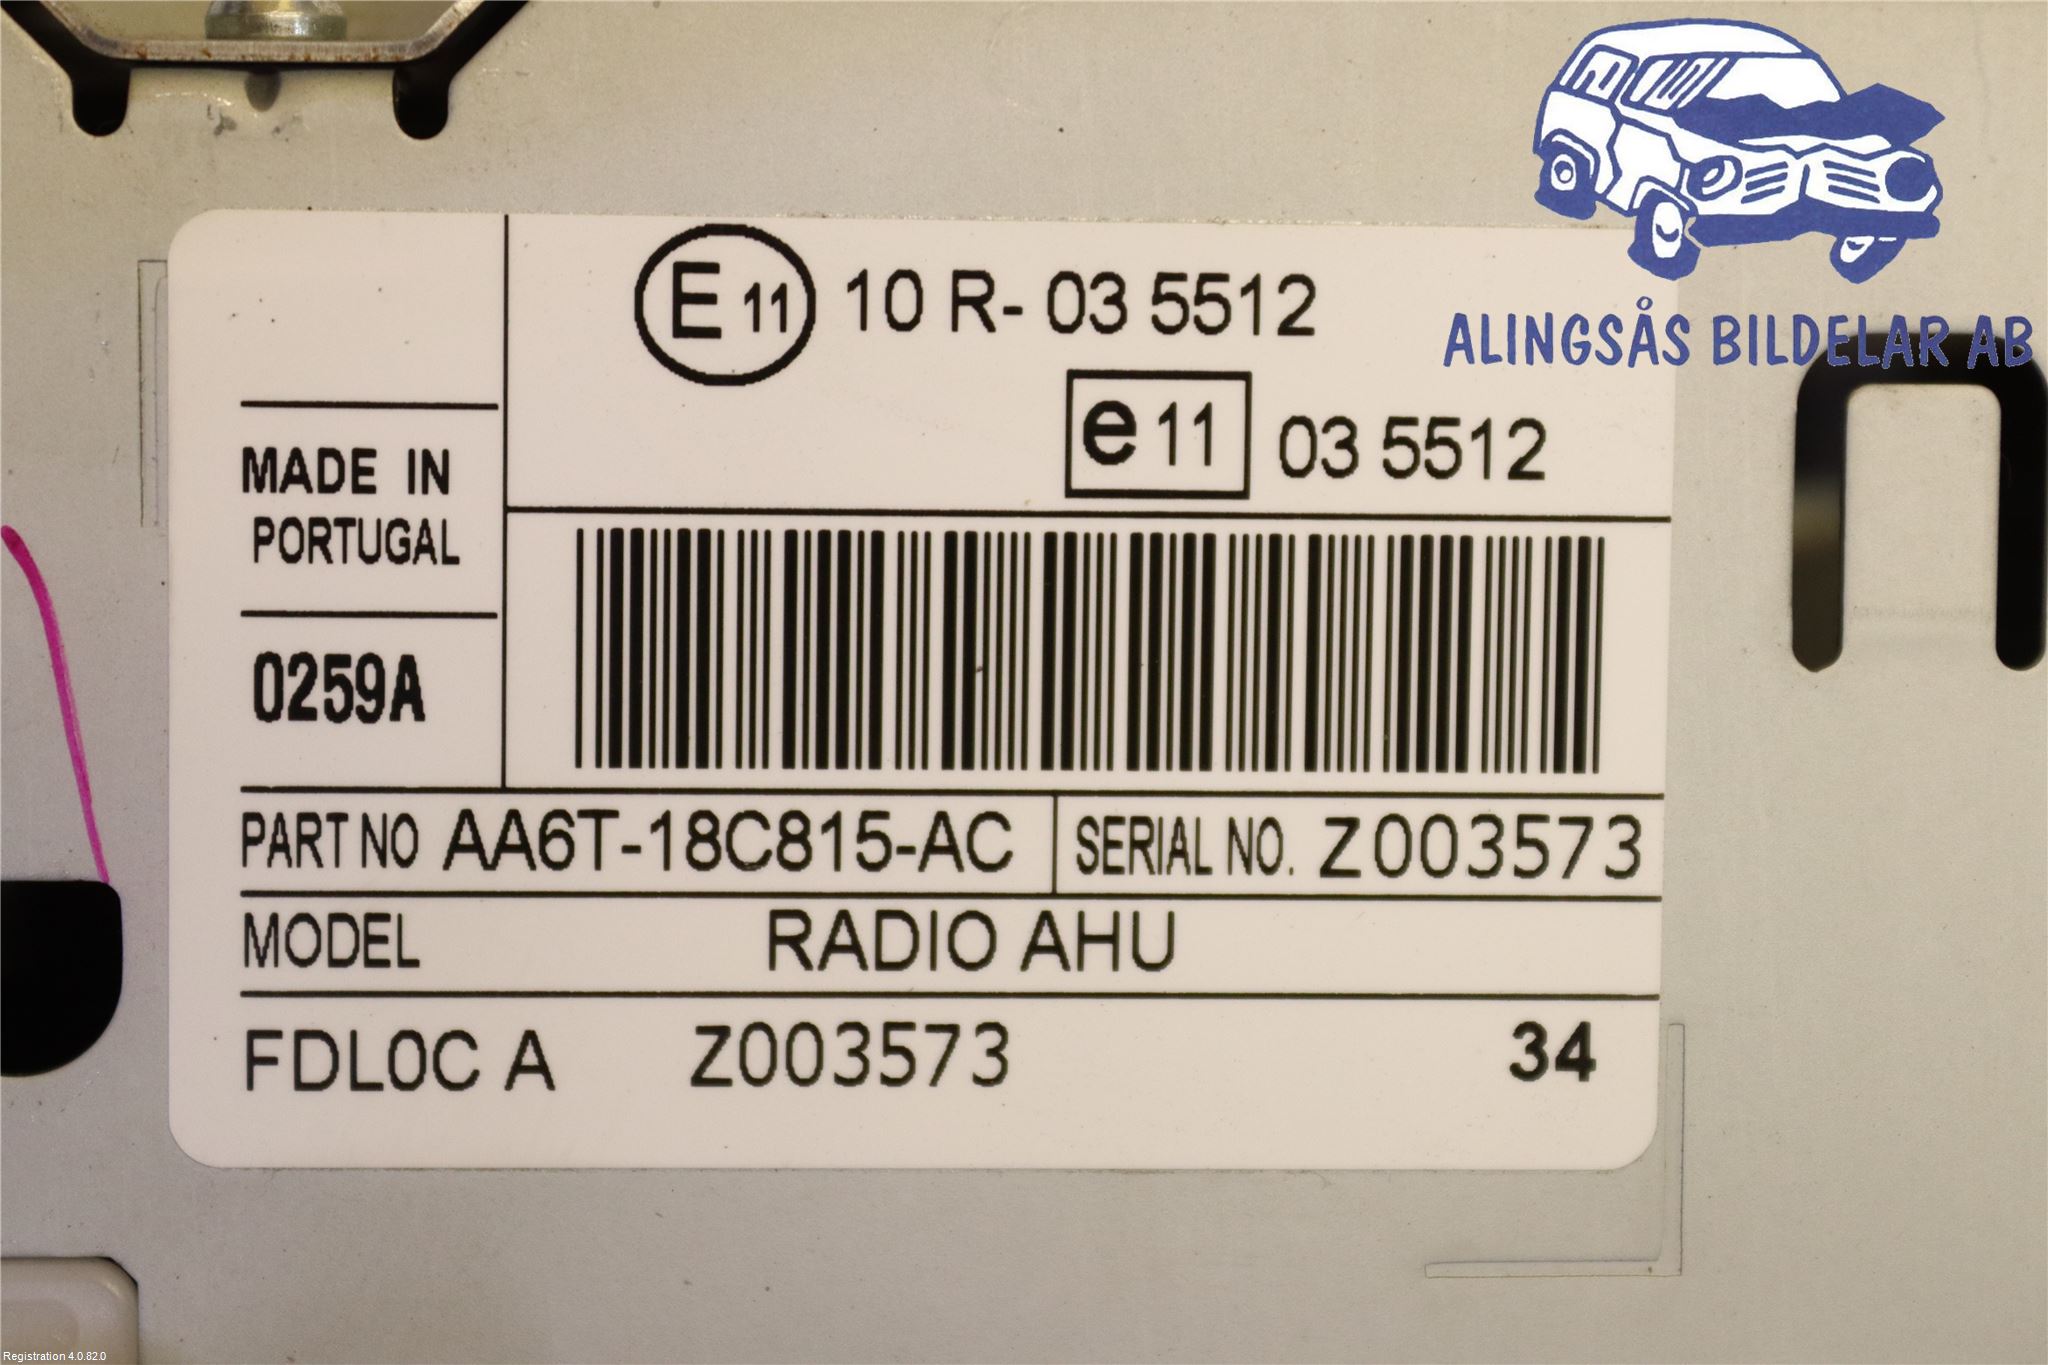 E 11 10 R- 03 5512
e 11 03 5512
ALINGSÅS BILDELAR AB
MADE IN
PORTUGAL
0259A
PART NO AA6T-18C815-AC SERIAL NO. Z003573
MODEL RADIO AHU
FDL0C A Z003573 34
Registration 4.0.82.0